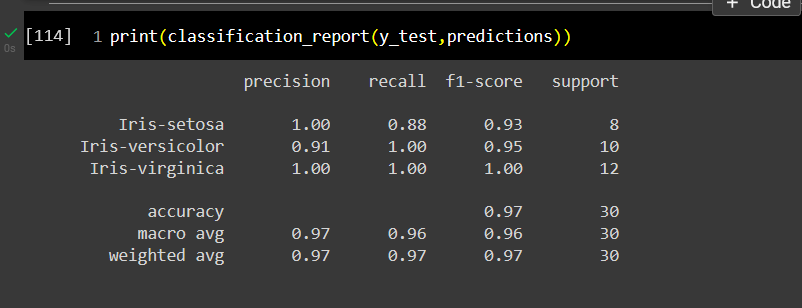 + Code
[114] 1 print(classification_report(y_test,predictions))
0s
precision recall f1-score support
Iris-setosa 1.00 0.88 0.93 8
Iris-versicolor 0.91 1.00 0.95 10
Iris-virginica 1.00 1.00 1.00 12
accuracy 0.97 30
macro avg 0.97 0.96 0.96 30
weighted avg 0.97 0.97 0.97 30